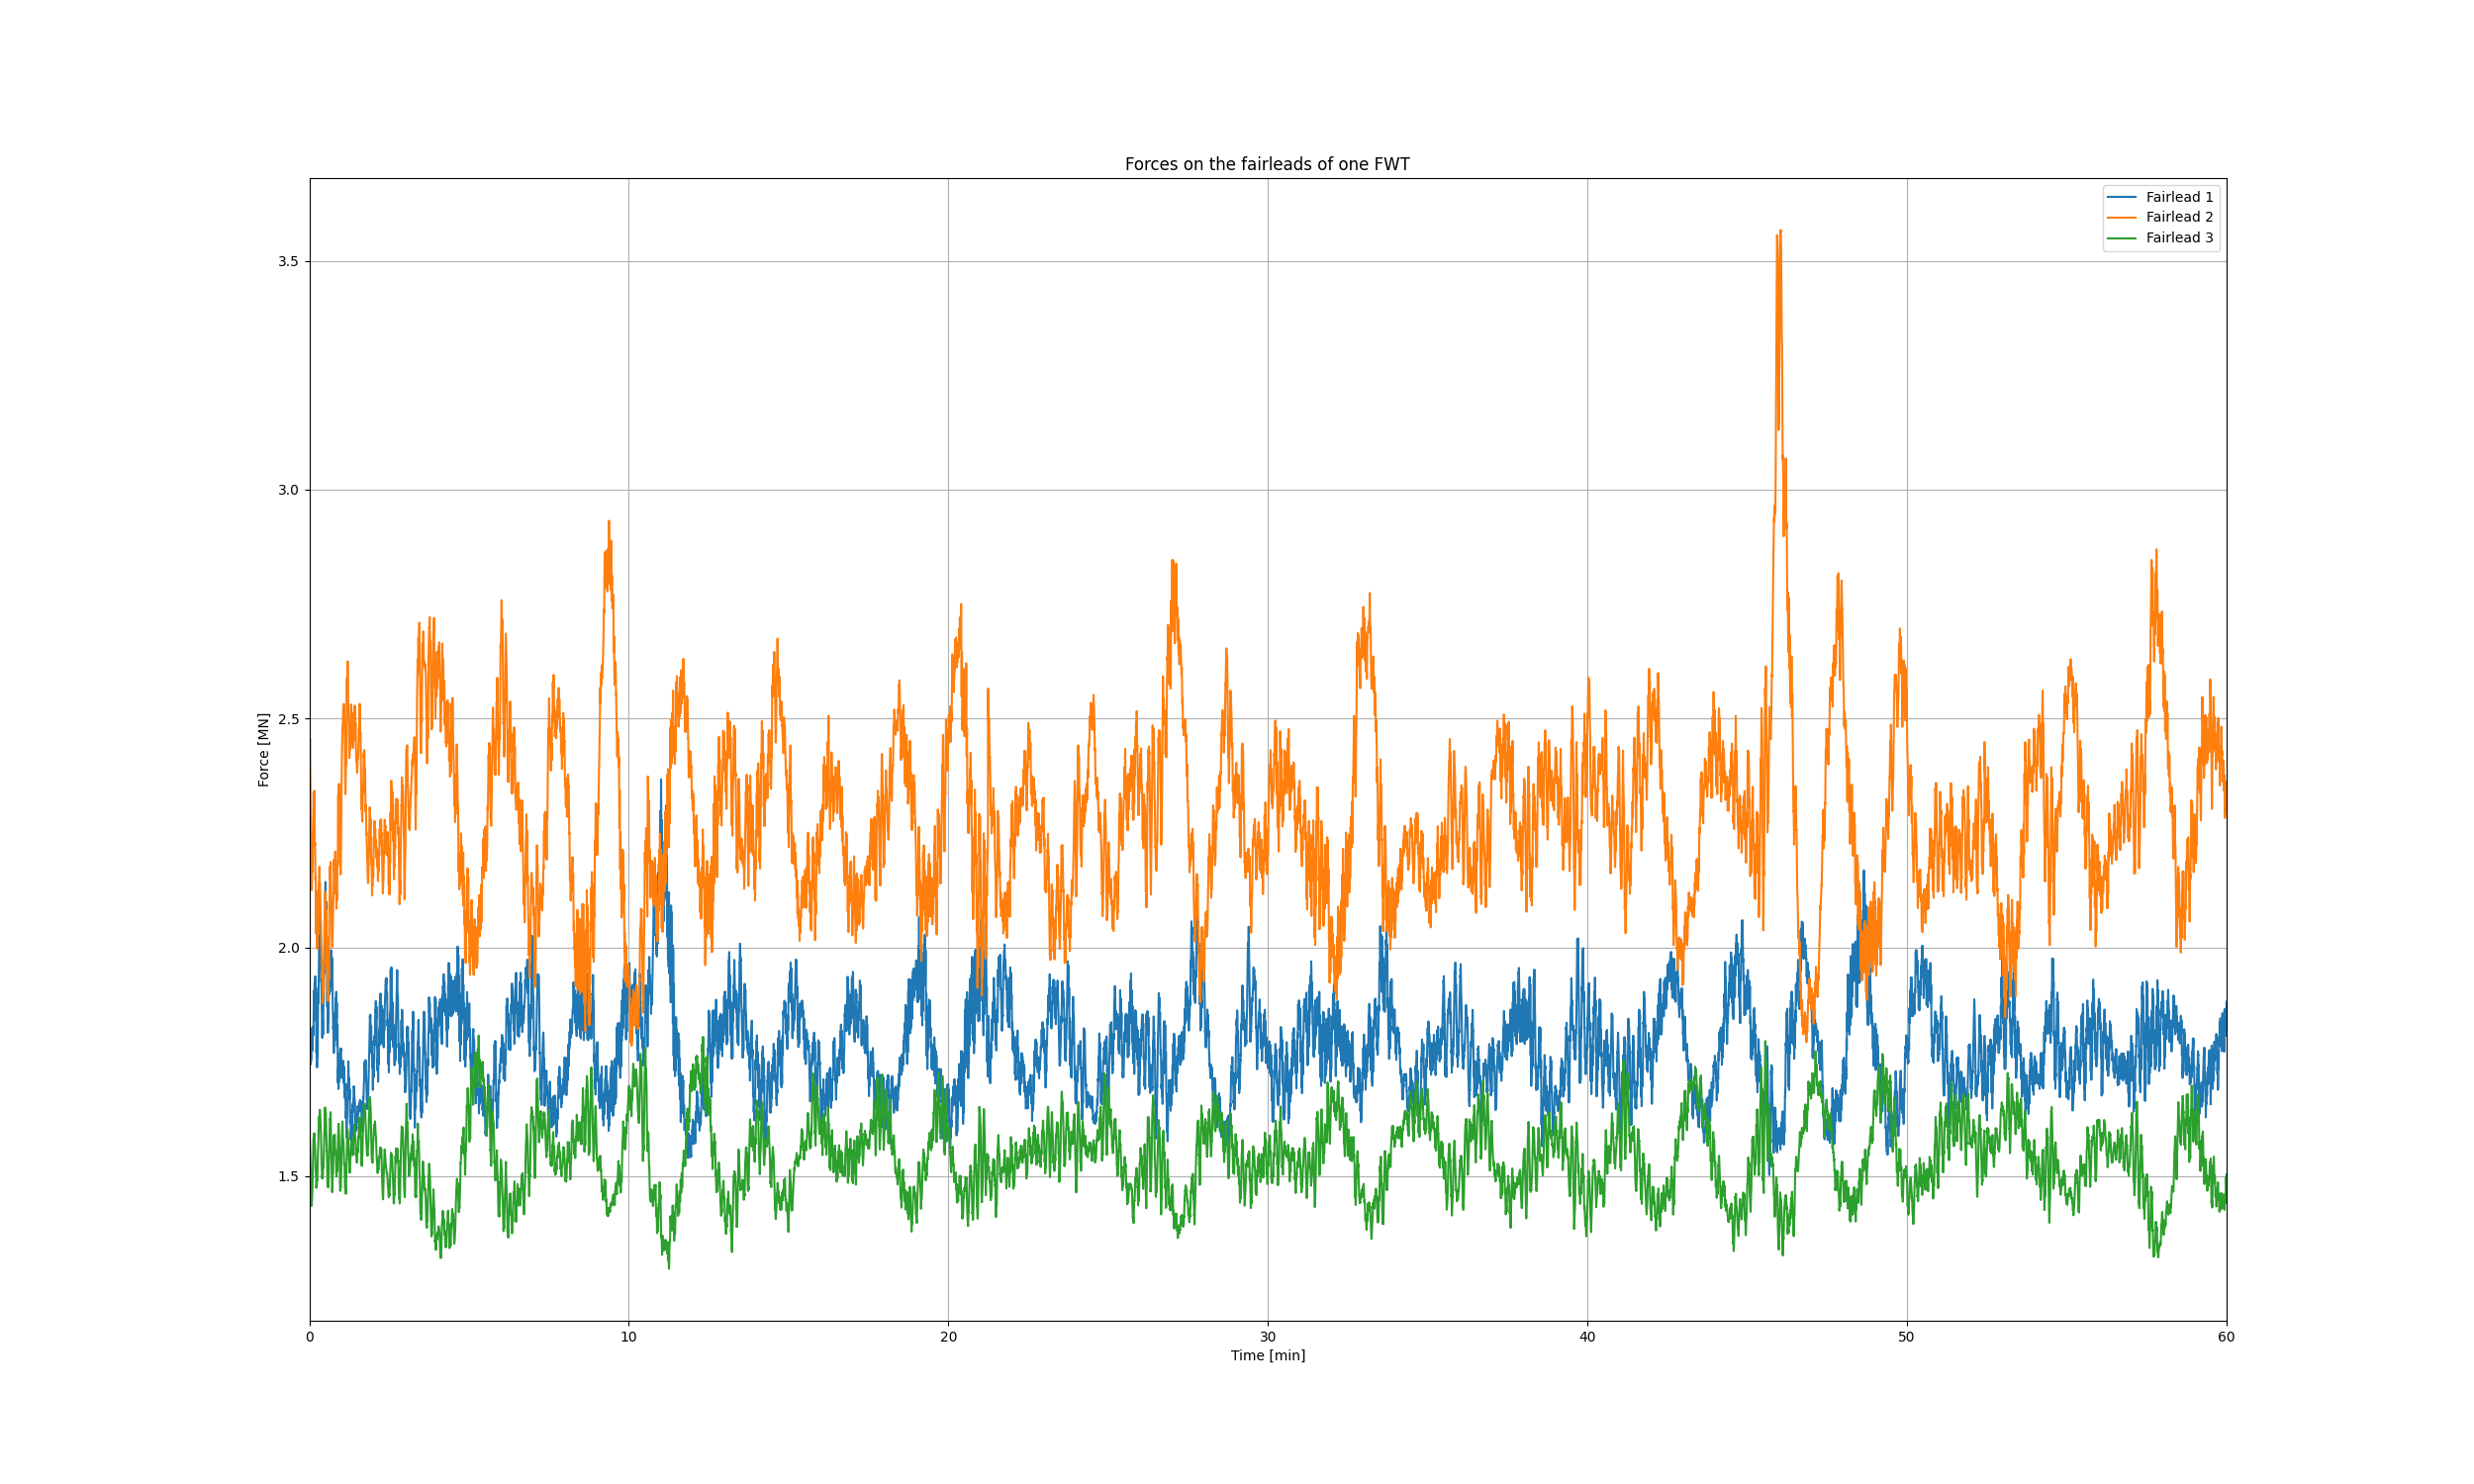 Forces on the fairleads of one FWT
Fairlead 1
Fairlead 2
Fairlead 3
Force [MN]
3.5
3.0
2.5
2.0
1.5
0 10 20 30 40 50 60
Time [min]